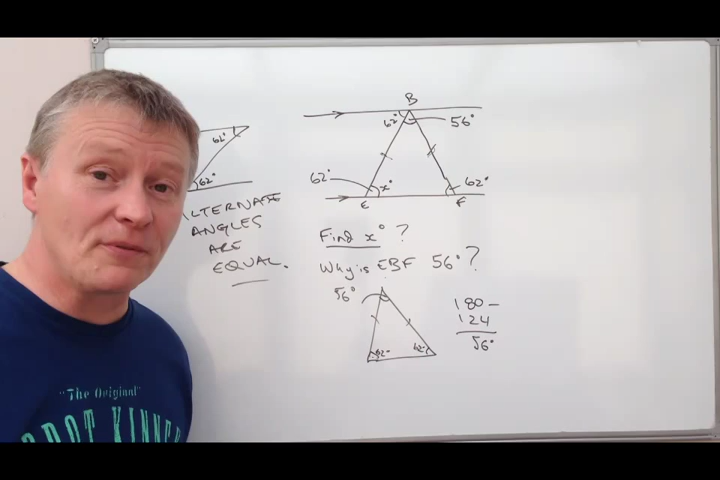 B
62°
56°
62°
62°
62°
x°
62°
E
F
ALTERNATE
ANGLES
ARE
EQUAL.
Find x°?
Why is EBF 56°?
56°
180-
124
56°
62°
62°
"The Original"